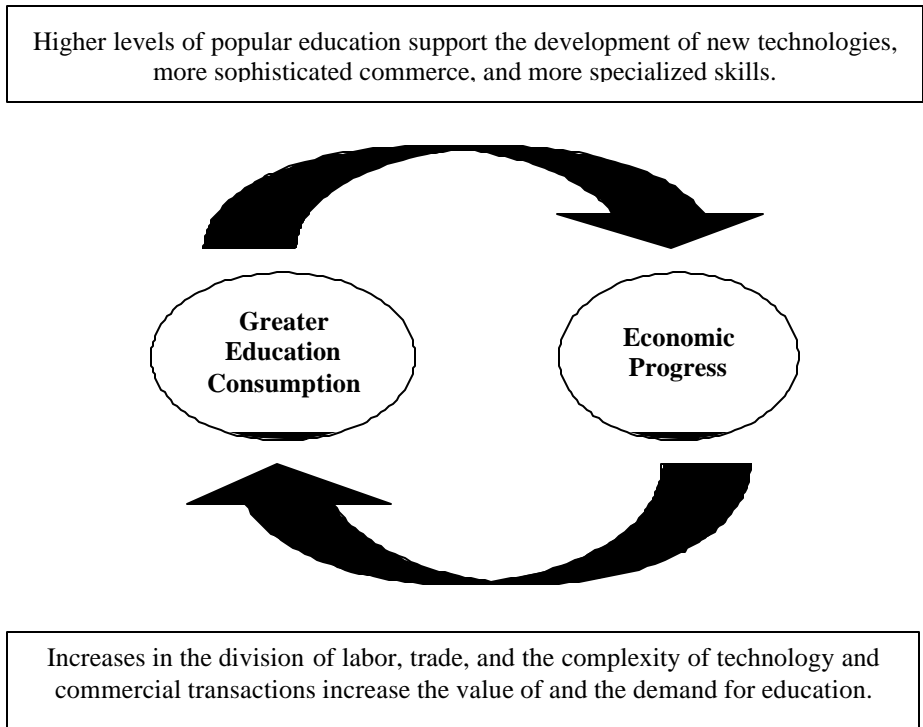 Higher levels of popular education support the development of new technologies,
more sophisticated commerce, and more specialized skills.
Greater
Education
Consumption
Economic
Progress
Increases in the division of labor, trade, and the complexity of technology and
commercial transactions increase the value of and the demand for education.